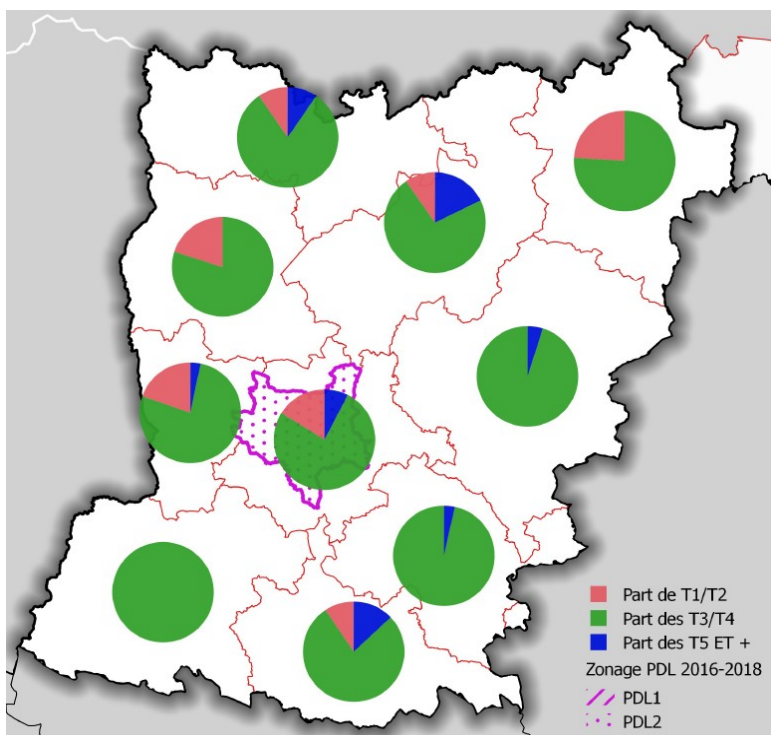 Part de T1/T2
Part des T3/T4
Part des T5 ET +
Zonage PDL 2016-2018
PDL1
PDL2